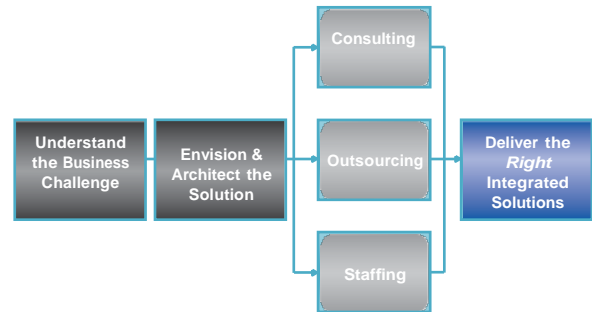 Understand
the Business
Challenge
Envision &
Architect the
Solution
Consulting
Outsourcing
Staffing
Deliver the
Right
Integrated
Solutions